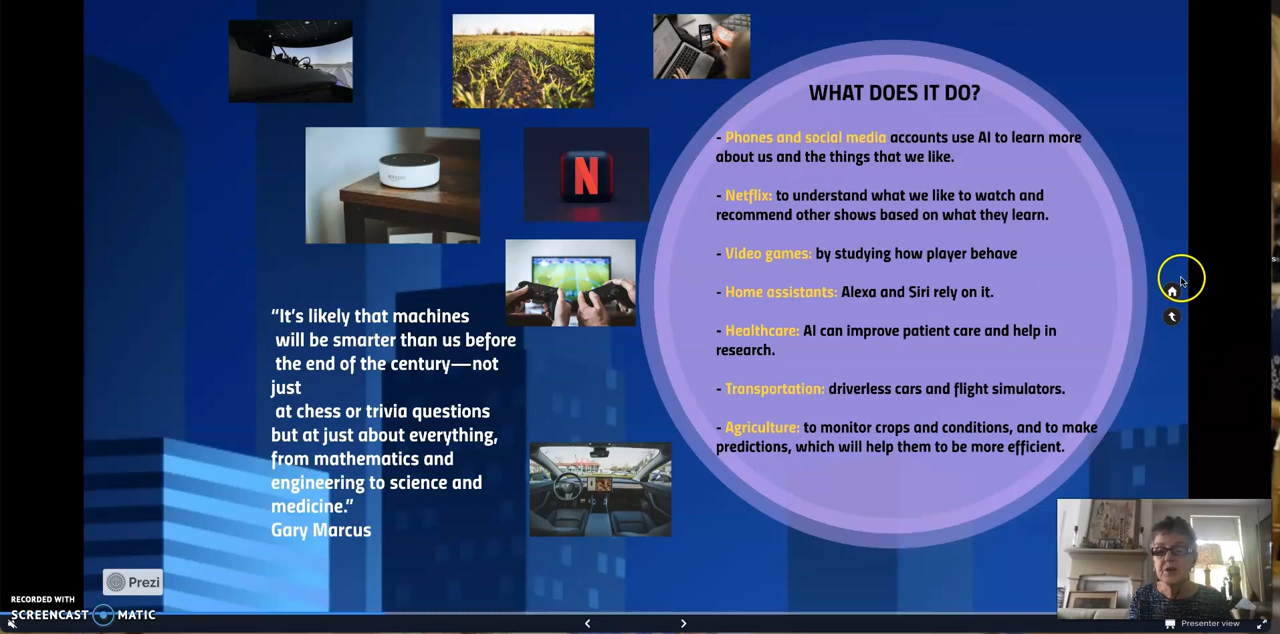 WHAT DOES IT DO?
- Phones and social media accounts use AI to learn more
about us and the things that we like.
- Netflix: to understand what we like to watch and
recommend other shows based on what they learn.
- Video games: by studying how player behave
- Home assistants: Alexa and Siri rely on it.
- Healthcare: AI can improve patient care and help in
research.
- Transportation: driverless cars and flight simulators.
- Agriculture: to monitor crops and conditions, and to make
predictions, which will help them to be more efficient.
N
“It’s likely that machines
will be smarter than us before
the end of the century—not
just
at chess or trivia questions
but at just about everything,
from mathematics and
engineering to science and
medicine.”
Gary Marcus
Prezi
RECORDED WITH
SCREENCAST MATIC
Presenter view